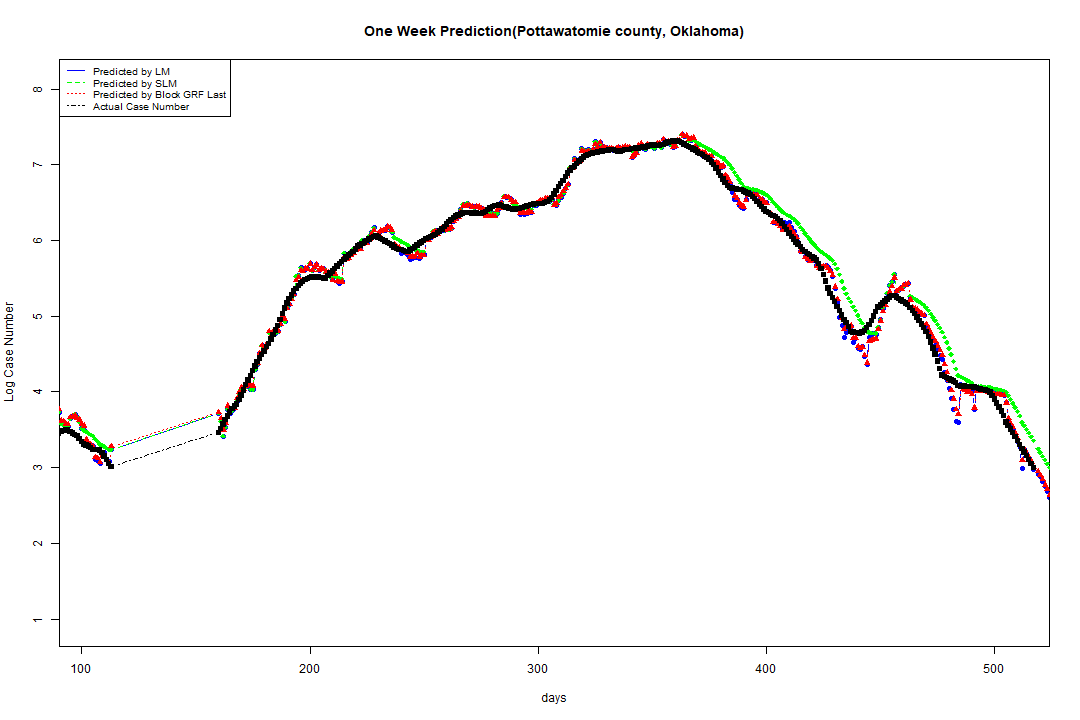 One Week Prediction(Pottawatomie county, Oklahoma)
Predicted by LM
Predicted by SLM
Predicted by Block GRF Last
Actual Case Number
8
7
6
5
4
3
2
1
Log Case Number
100 200 300 400 500
days